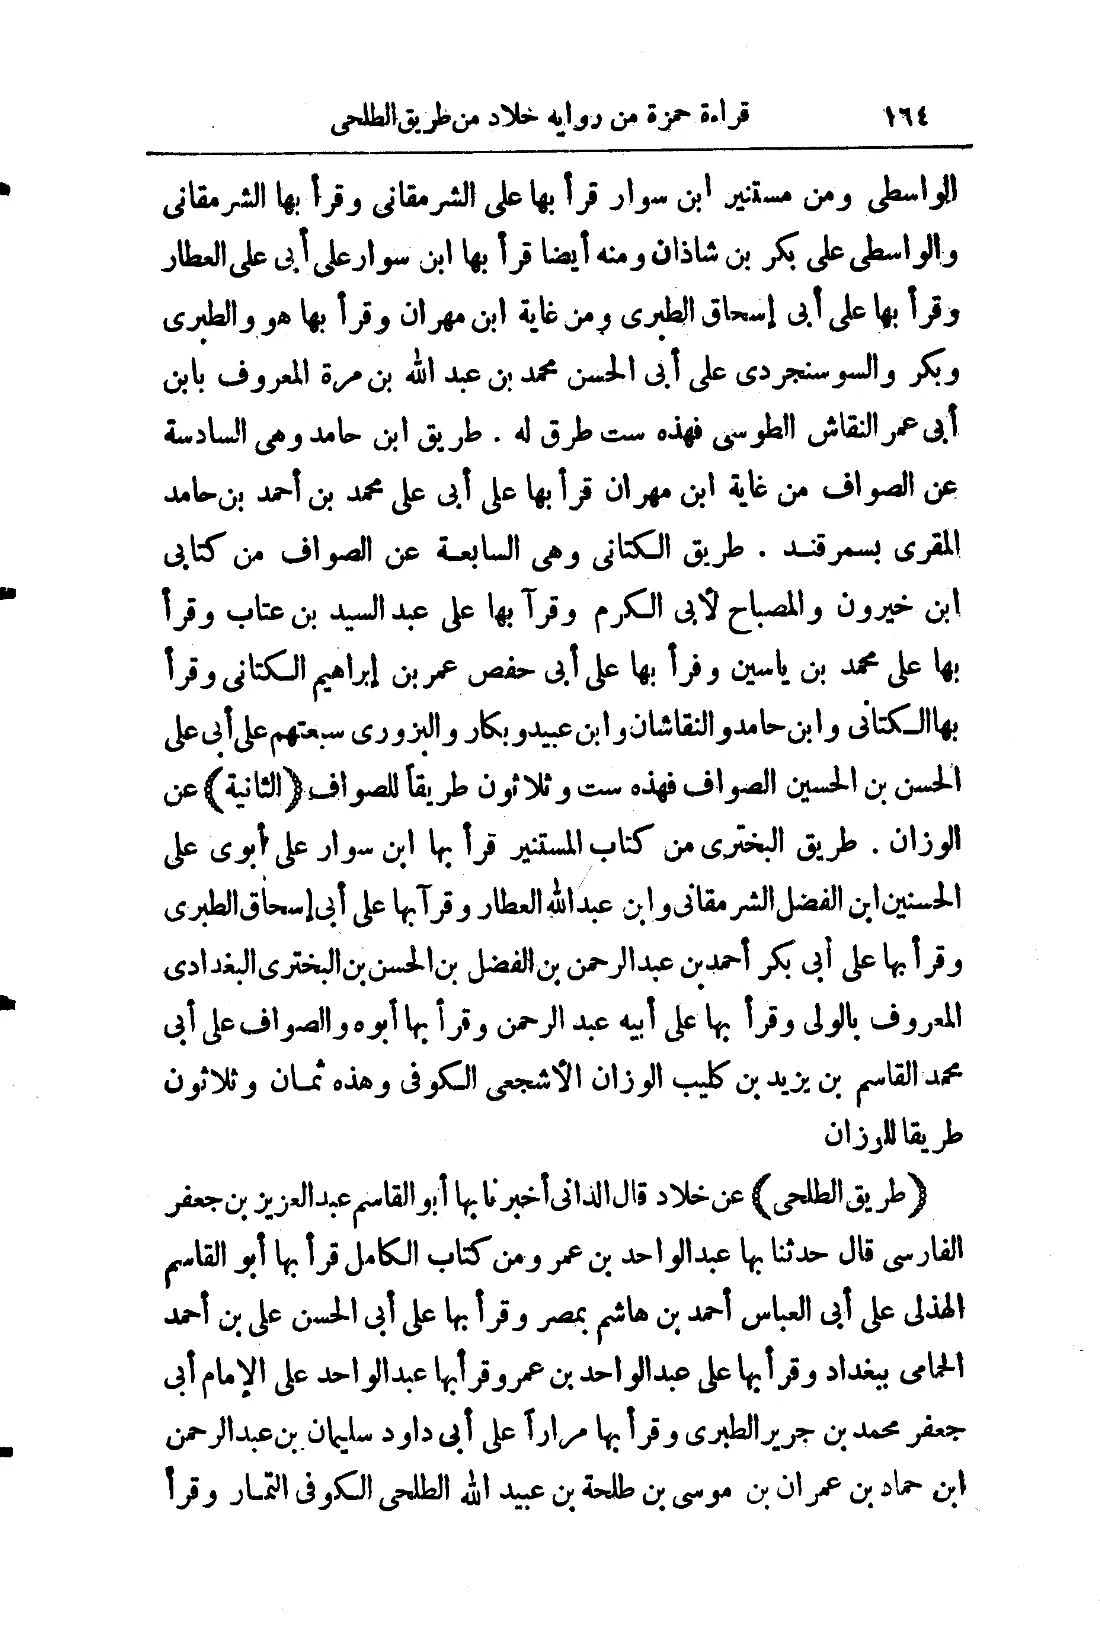 ١٦٤ قراءة حمزة من روايه خلاد من طريق الطلحى
الواسطى ومن مستنير ابن سوار قرأ بها على الشرمقانى وقرأ بها الشرمقانى
والواسطى على بكر بن شاذان ومنه أيضا قرأ بها ابن سوار على أبى على العطار
وقرأ بها على أبى إسحاق الطبرى ومن غاية ابن مهران وقرأ بها هو والطبرى
وبكر والسوسنجردى على أبى الحسن محمد بن عبد الله بن مرة المعروف بابن
أبى عمر النقاش الطوسى فهذه ست طرق له . طريق ابن حامد وهى السادسة
عن الصواف من غاية ابن مهران قرأ بها على أبى على محمد بن أحمد بن حامد
المقرى بسمرقند . طريق الكتانى وهى السابعة عن الصواف من كتابى
ابن خيرون والمصباح لأبى الكرم وقرآ بها على عبد السيد بن عتاب وقرأ
بها على محمد بن ياسين وقرأ بها على أبى حفص عمر بن إبراهيم الكتانى وقرأ
بها الكتانى وابن حامد والنقاشان وابن عبيد وبكار والبزورى سبعتهم على أبى على
الحسن بن الحسين الصواف فهذه ست وثلاثون طريقاً للصواف (الثانية) عن
الوزان . طريق البخترى من كتاب المستنير قرأ بها ابن سوار على أبوى على
الحسنين ابن الفضل الشرمقانى وابن عبدالله العطار وقرآ بها على أبى إسحاق الطبرى
وقرأ بها على أبى بكر أحمد بن عبد الرحمن بن الفضل بن الحسن بن البخترى البغدادى
المعروف بالولى وقرأ بها على أبيه عبد الرحمن وقرأ بها أبوه والصواف على أبى
محمد القاسم بن يزيد بن كليب الوزان الأشجعى الكوفى وهذه ثمان وثلاثون
طريقا للوزان
(طريق الطلحى) عن خلاد قال الدانى أخبرنا بها أبو القاسم عبد العزيز بن جعفر
الفارسى قال حدثنا بها عبد الواحد بن عمر ومن كتاب الكامل قرأ بها أبو القاسم
الهذلى على أبى العباس أحمد بن هاشم بمصر وقرأ بها على أبى الحسن على بن أحمد
الحمامى ببغداد وقرأ بها على عبد الواحد بن عمر وقرأ بها عبد الواحد على الإمام أبى
جعفر محمد بن جرير الطبرى وقرأ بها مراراً على أبى داود سليمان بن عبد الرحمن
ابن حماد بن عمران بن موسى بن طلحة بن عبيد الله الطلحى الكوفى التمار وقرأ